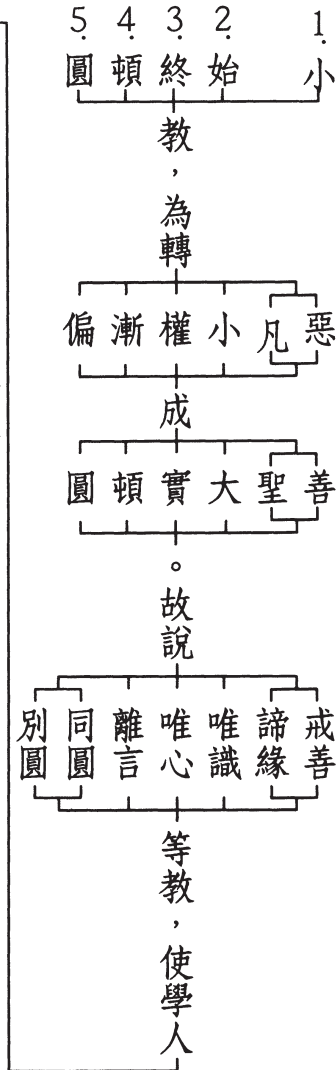 1. 小
2. 始
3. 終
4. 頓
5. 圓
教，為轉
惡
凡
小
權
漸
偏
成
善
聖
大
實
頓
圓
。故說
戒善
諦緣
唯識
唯心
離言
同圓
別圓
等教，使學人